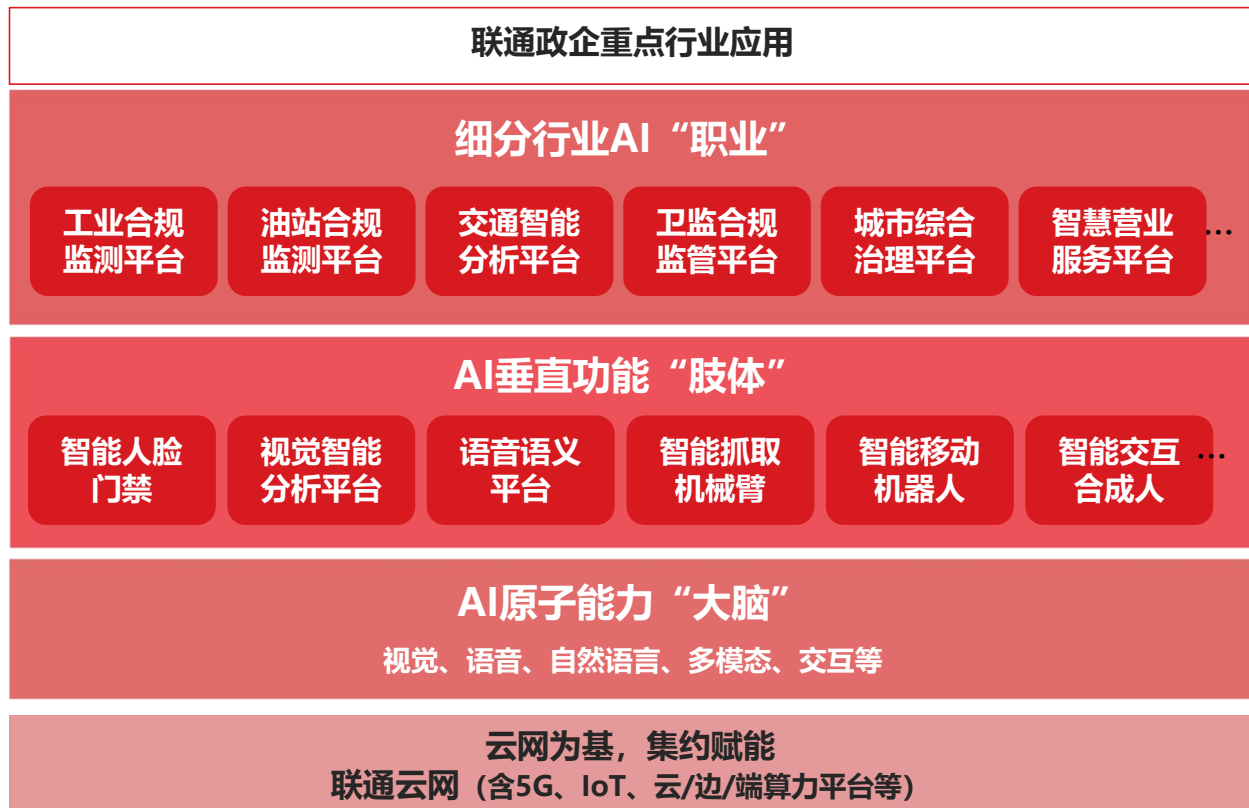 联通政企重点行业应用
细分行业AI“职业”
工业合规
监测平台
油站合规
监测平台
交通智能
分析平台
卫监合规
监管平台
城市综合
治理平台
智慧营业
服务平台
…
AI垂直功能“肢体”
智能人脸
门禁
视觉智能
分析平台
语音语义
平台
智能抓取
机械臂
智能移动
机器人
智能交互
合成人
…
AI原子能力“大脑”
视觉、语音、自然语言、多模态、交互等
云网为基，集约赋能
联通云网（含5G、IoT、云/边/端算力平台等）